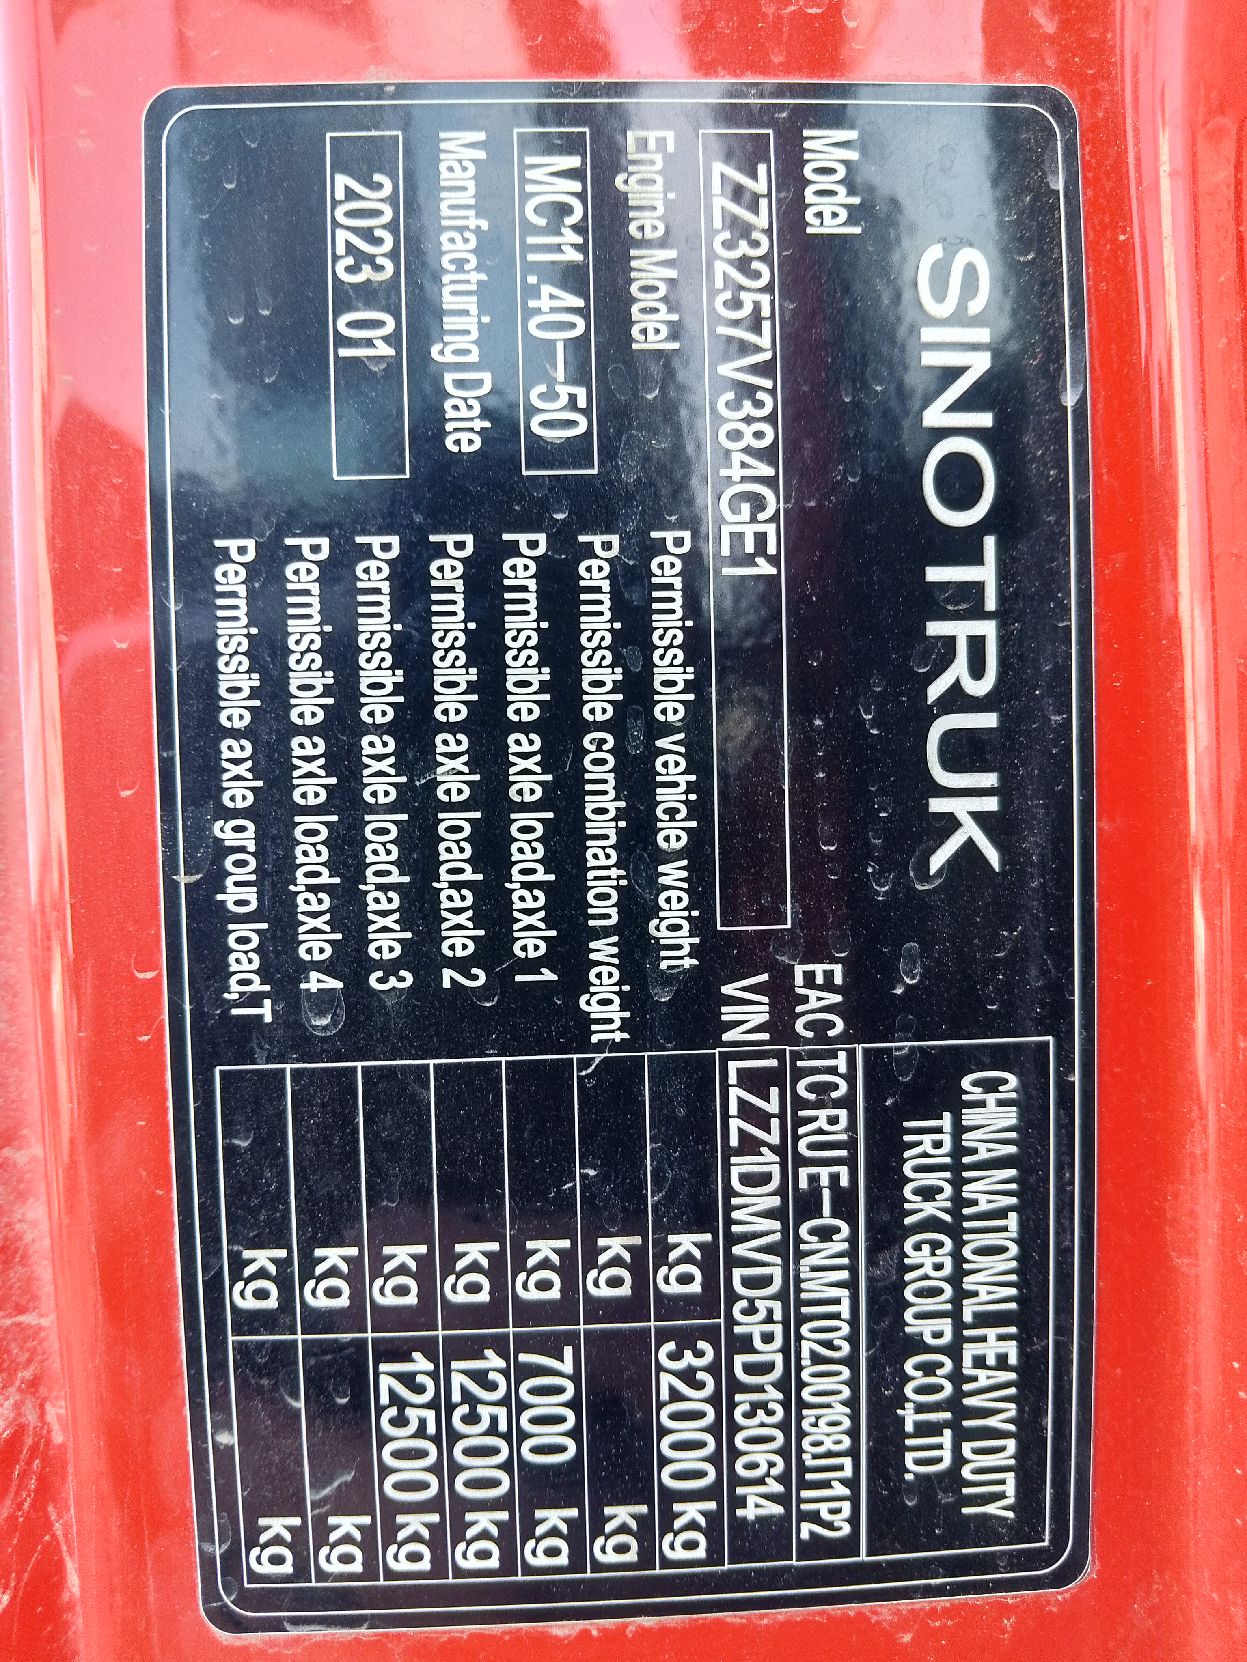 SINOTRUK
CHINA NATIONAL HEAVY DUTY
TRUCK GROUP CO.,LTD.
Model
EAC TC RU E-CN.MT02.00198.П1P2
ZZ3257V384GE1
VIN LZZ1DMVD5PD130614
Engine Model
MC11.40-50
Manufacturing Date
2023 01
Permissible vehicle weight kg 32000 kg
Permissible combination weight kg kg
Permissible axle load,axle 1 kg 7000 kg
Permissible axle load,axle 2 kg 12500 kg
Permissible axle load,axle 3 kg 12500 kg
Permissible axle load,axle 4 kg kg
Permissible axle group load,T kg kg